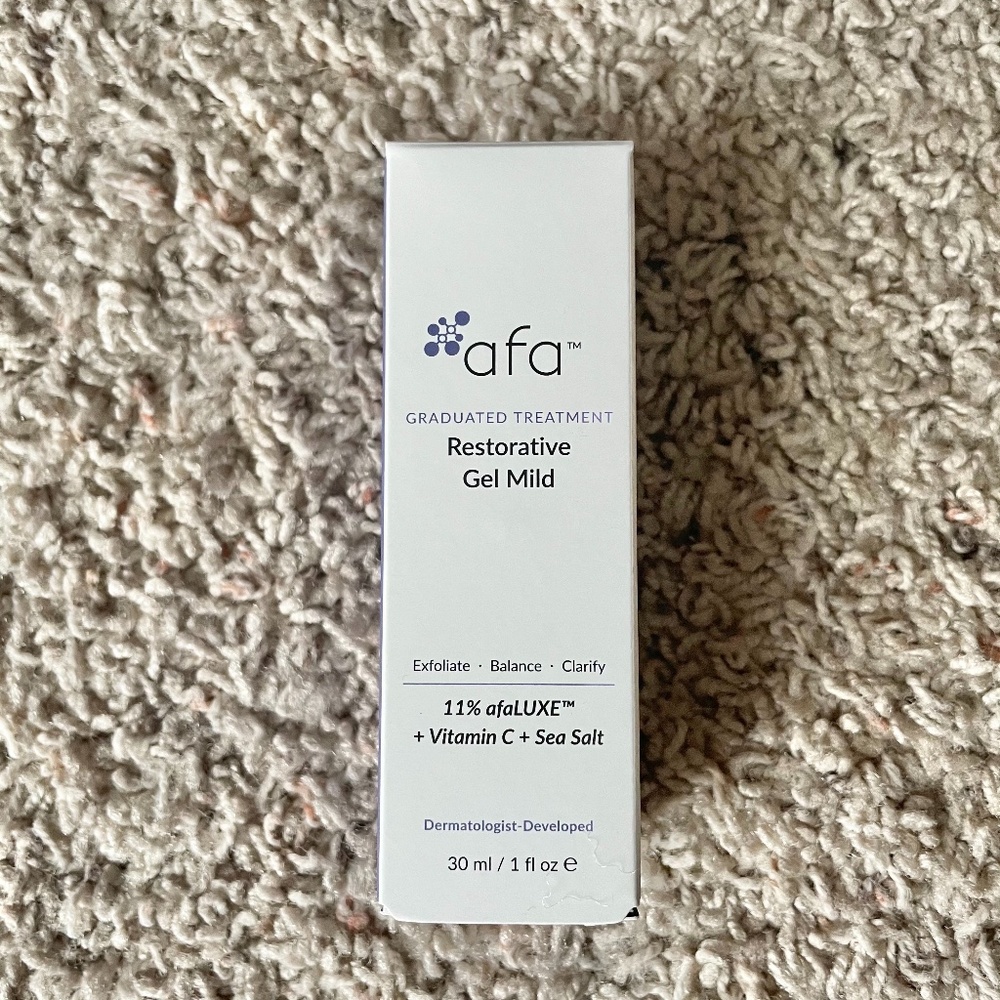 afa™
GRADUATED TREATMENT
Restorative
Gel Mild
Exfoliate · Balance · Clarify
11% afaLUXE™
+ Vitamin C + Sea Salt
Dermatologist-Developed
30 ml / 1 fl oz ℮